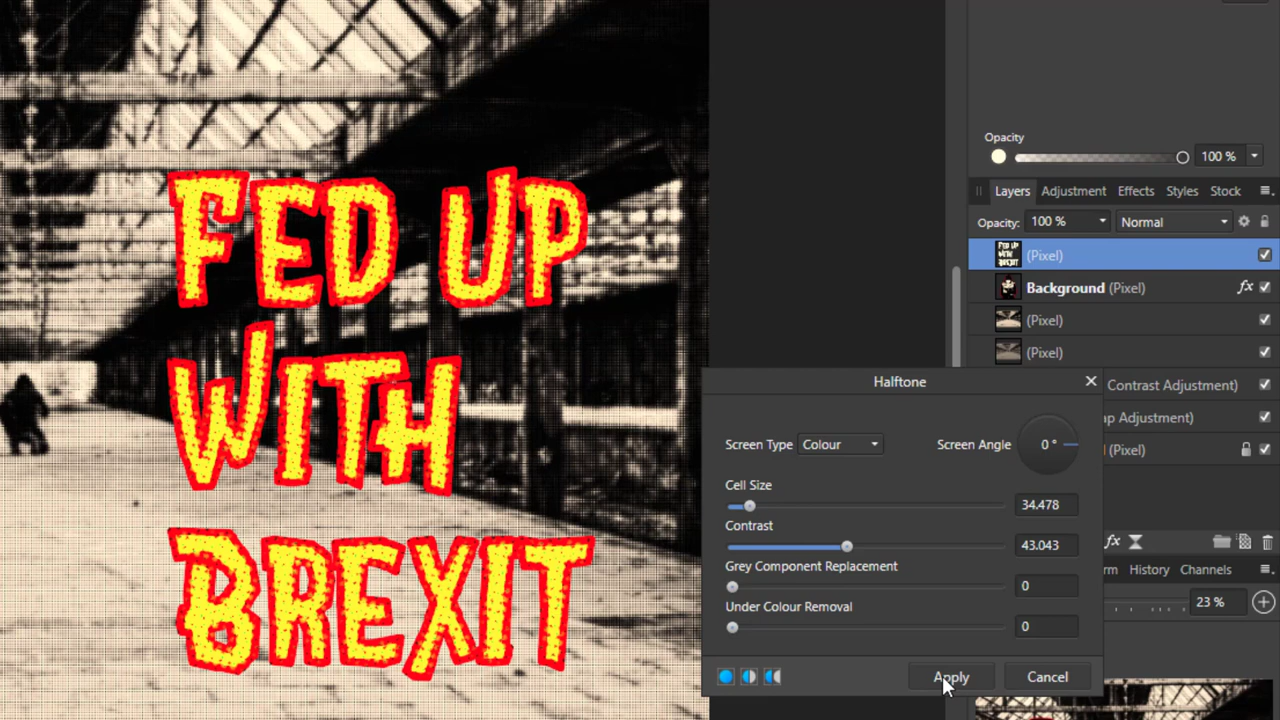 FED UP
WITH
BREXIT
Opacity
100 %
Layers Adjustment Effects Styles Stock
Opacity: 100 % Normal
(Pixel)
Background (Pixel)
(Pixel)
(Pixel)
Contrast Adjustment)
p Adjustment)
(Pixel)
fx
rm History Channels
23 %
Halftone
Screen Type Colour Screen Angle 0 °
Cell Size
34.478
Contrast
43.043
Grey Component Replacement
0
Under Colour Removal
0
Apply Cancel